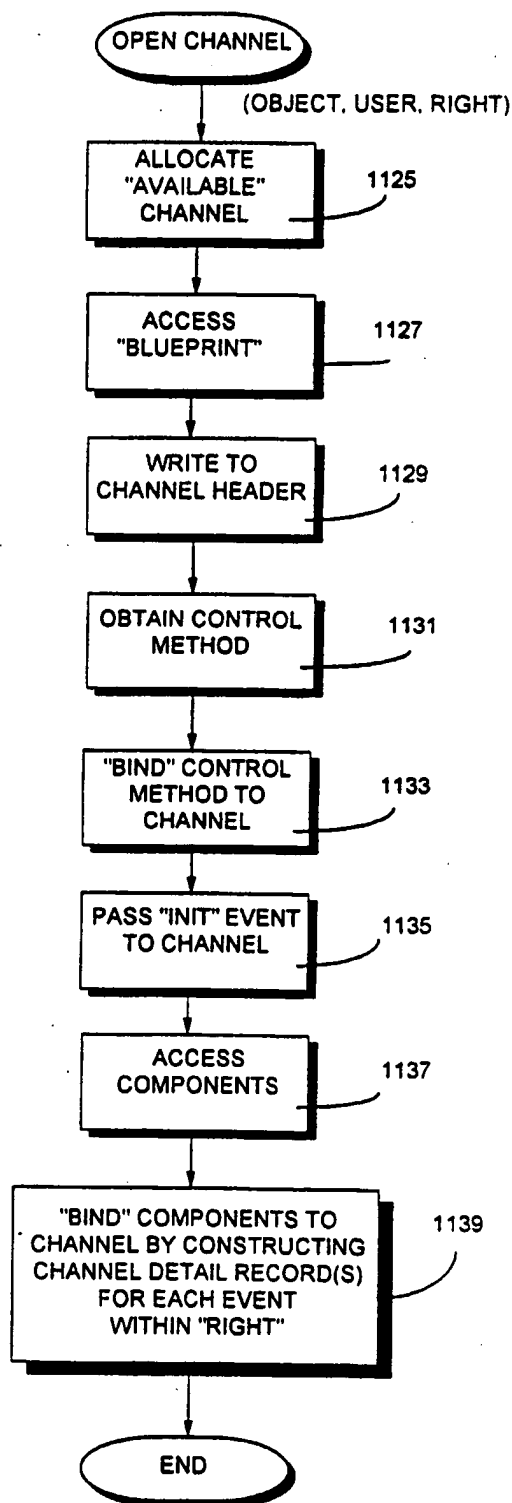 OPEN CHANNEL
(OBJECT, USER, RIGHT)
ALLOCATE
"AVAILABLE"
CHANNEL
1125
ACCESS
"BLUEPRINT"
1127
WRITE TO
CHANNEL HEADER
1129
OBTAIN CONTROL
METHOD
1131
"BIND" CONTROL
METHOD TO
CHANNEL
1133
PASS "INIT" EVENT
TO CHANNEL
1135
ACCESS
COMPONENTS
1137
"BIND" COMPONENTS TO
CHANNEL BY CONSTRUCTING
CHANNEL DETAIL RECORD(S)
FOR EACH EVENT
WITHIN "RIGHT"
1139
END